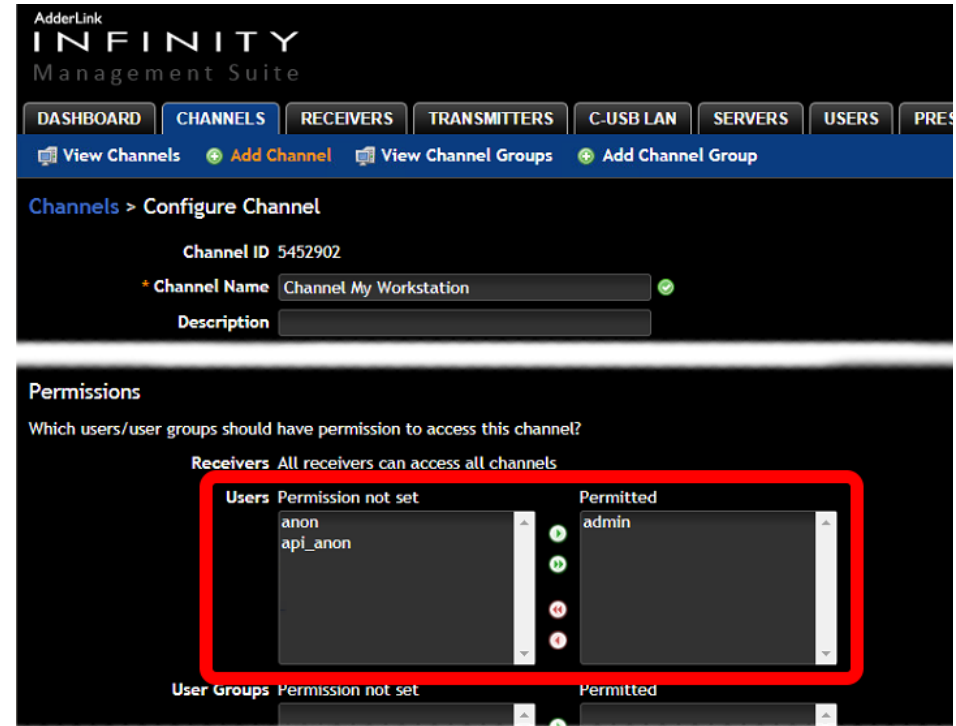 AdderLink
INFINITY
Management Suite
DASHBOARD CHANNELS RECEIVERS TRANSMITTERS C-USB LAN SERVERS USERS PRES
View Channels Add Channel View Channel Groups Add Channel Group
Channels > Configure Channel
Channel ID 5452902
* Channel Name Channel My Workstation
Description
Permissions
Which users/user groups should have permission to access this channel?
Receivers All receivers can access all channels
Users Permission not set Permitted
anon admin
api_anon
User Groups Permission not set Permitted